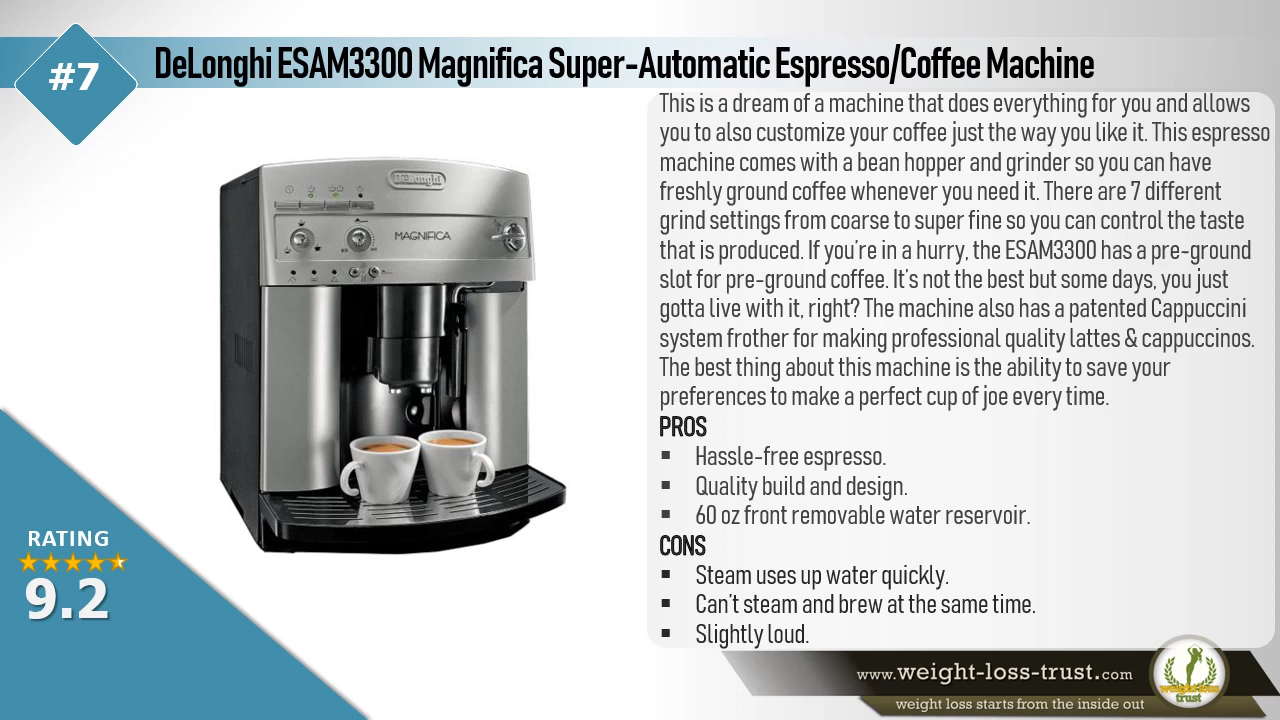 #7
DeLonghi ESAM3300 Magnifica Super-Automatic Espresso/Coffee Machine
This is a dream of a machine that does everything for you and allows
you to also customize your coffee just the way you like it. This espresso
machine comes with a bean hopper and grinder so you can have
freshly ground coffee whenever you need it. There are 7 different
grind settings from coarse to super fine so you can control the taste
that is produced. If you're in a hurry, the ESAM3300 has a pre-ground
slot for pre-ground coffee. It's not the best but some days, you just
gotta live with it, right? The machine also has a patented Cappuccini
system frother for making professional quality lattes & cappuccinos.
The best thing about this machine is the ability to save your
preferences to make a perfect cup of joe every time.
PROS
▪ Hassle-free espresso.
▪ Quality build and design.
▪ 60 oz front removable water reservoir.
CONS
▪ Steam uses up water quickly.
▪ Can't steam and brew at the same time.
▪ Slightly loud.
DeLonghi
MAGNIFICA
RATING
9.2
www.weight-loss-trust.com
weight loss starts from the inside out
weight loss
trust